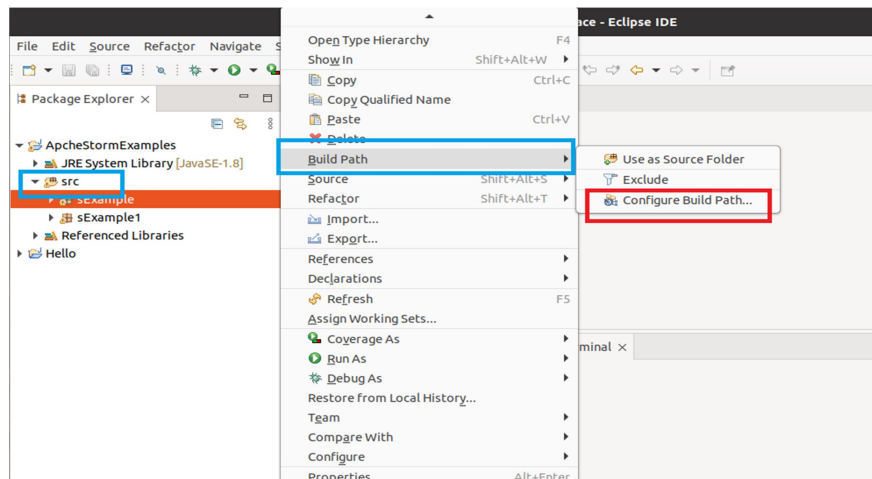 ace - Eclipse IDE
File Edit Source Refactor Navigate S
Package Explorer ×
ApcheStormExamples
JRE System Library [JavaSE-1.8]
src
sExample
sExample1
Referenced Libraries
Hello
Open Type Hierarchy F4
Show In Shift+Alt+W
Copy Ctrl+C
Copy Qualified Name
Paste Ctrl+V
Delete
Build Path
Source Shift+Alt+S
Refactor Shift+Alt+T
Import...
Export...
References
Declarations
Refresh F5
Assign Working Sets...
Coverage As
Run As
Debug As
Restore from Local History...
Team
Compare With
Configure
Properties Alt+Enter
Use as Source Folder
Exclude
Configure Build Path...
minal ×